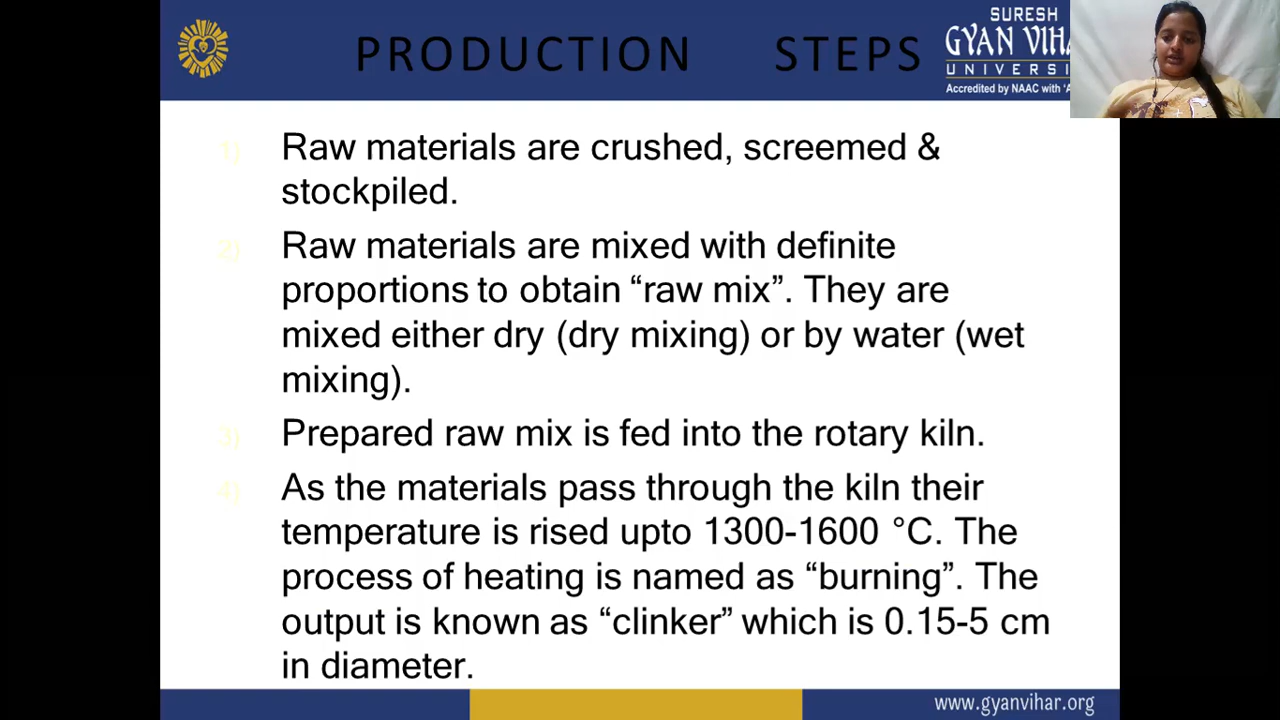 PRODUCTION STEPS
SURESH
GYAN VIHA
UNIVERSI
Accredited by NAAC with 'A
1) Raw materials are crushed, screemed &
stockpiled.
2) Raw materials are mixed with definite
proportions to obtain “raw mix”. They are
mixed either dry (dry mixing) or by water (wet
mixing).
3) Prepared raw mix is fed into the rotary kiln.
4) As the materials pass through the kiln their
temperature is rised upto 1300-1600 °C. The
process of heating is named as “burning”. The
output is known as “clinker” which is 0.15-5 cm
in diameter.
www.gyanvihar.org